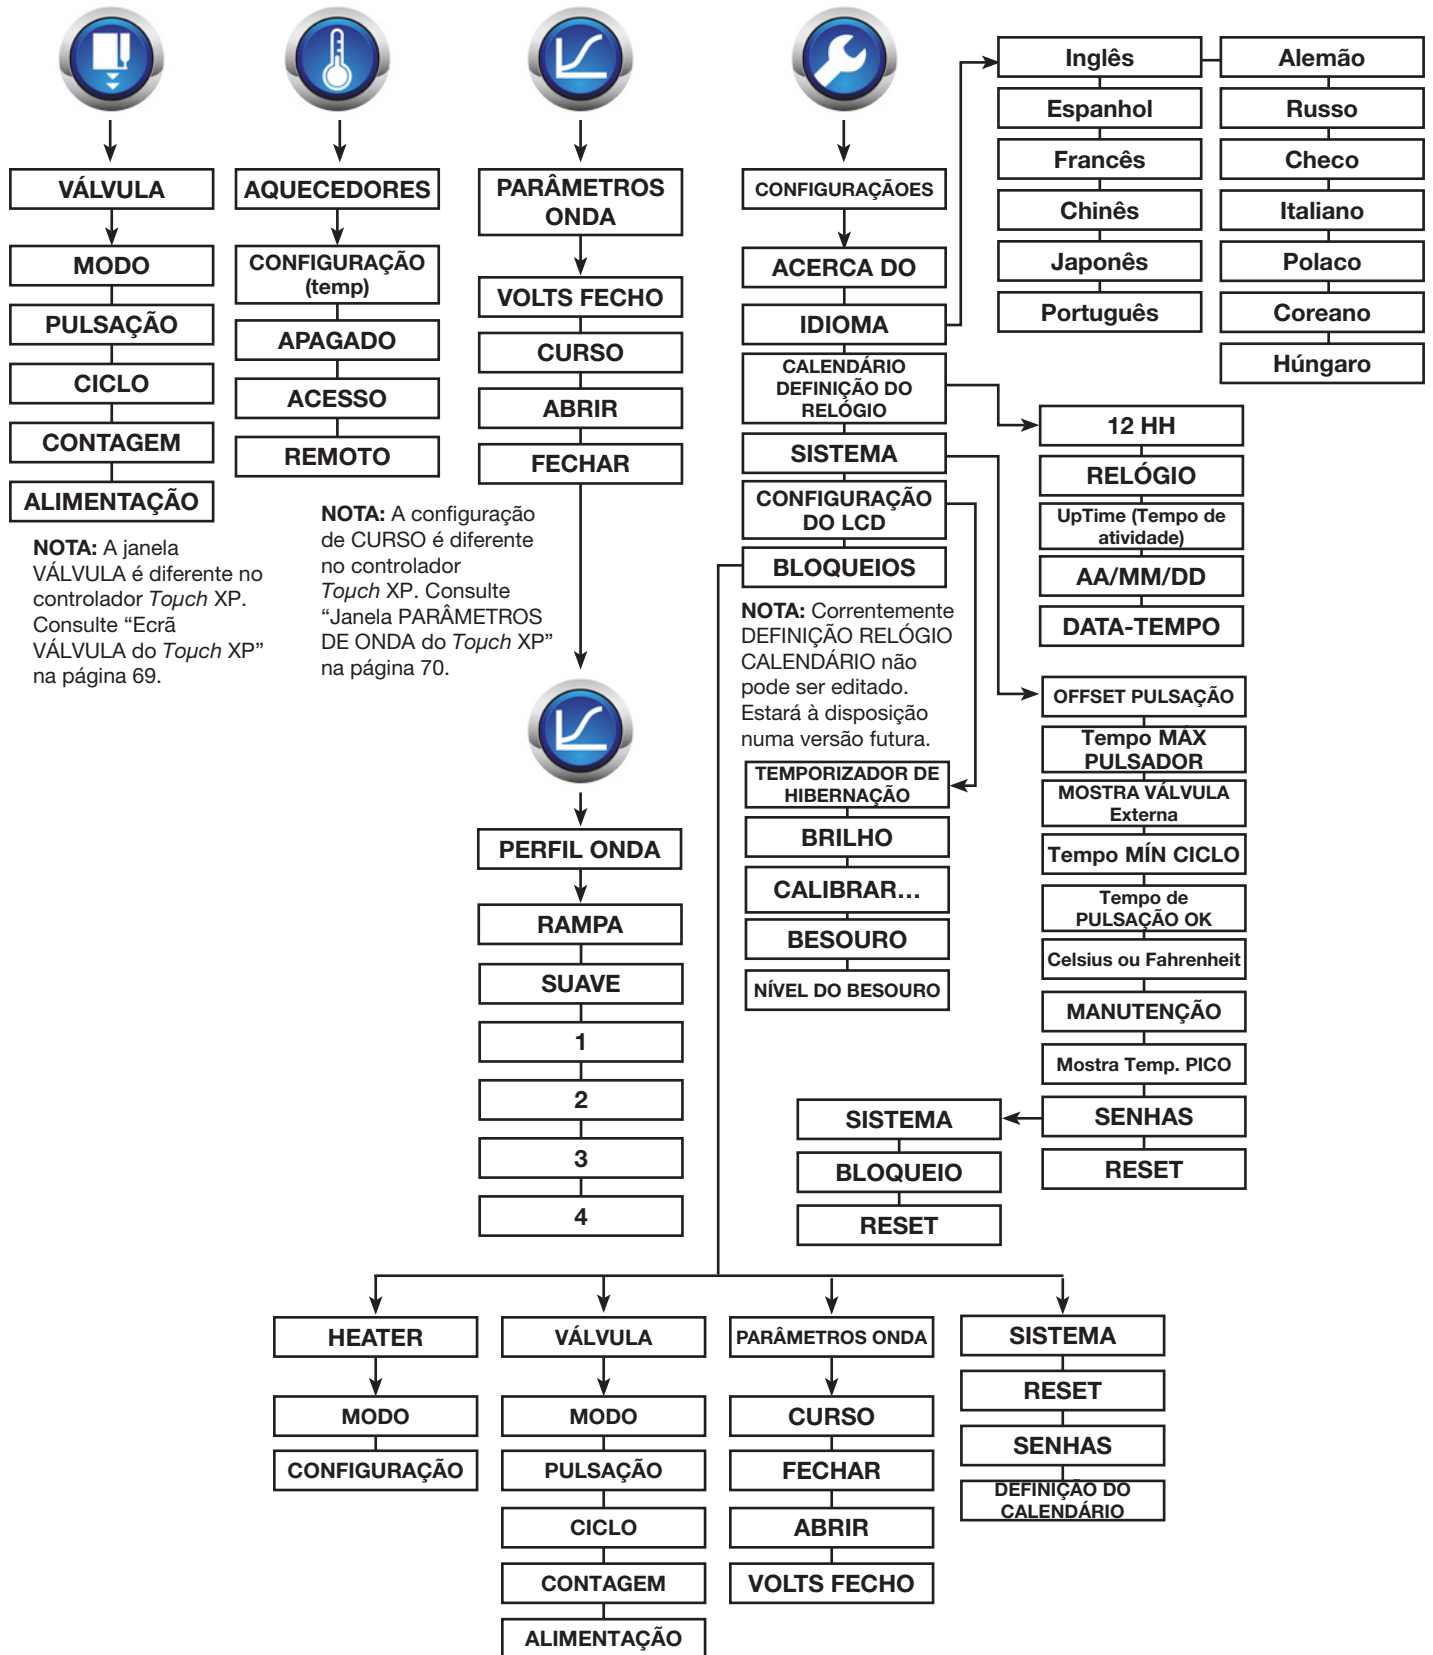 VÁLVULA
MODO
PULSAÇÃO
CICLO
CONTAGEM
ALIMENTAÇÃO
NOTA: A janela
VÁLVULA é diferente no
controlador Toμch XP.
Consulte “Ecrã
VÁLVULA do Toμch XP”
na página 69.
AQUECEDORES
CONFIGURAÇÃO
(temp)
APAGADO
ACESSO
REMOTO
NOTA: A configuração
de CURSO é diferente
no controlador
Toμch XP. Consulte
“Janela PARÂMETROS
DE ONDA do Toμch XP”
na página 70.
PARÂMETROS
ONDA
VOLTS FECHO
CURSO
ABRIR
FECHAR
PERFIL ONDA
RAMPA
SUAVE
1
2
3
4
CONFIGURAÇÃOES
ACERCA DO
IDIOMA
CALENDÁRIO
DEFINIÇÃO DO
RELÓGIO
SISTEMA
CONFIGURAÇÃO
DO LCD
BLOQUEIOS
NOTA: Correntemente
DEFINIÇÃO RELÓGIO
CALENDÁRIO não
pode ser editado.
Estará à disposição
numa versão futura.
TEMPORIZADOR DE
HIBERNAÇÃO
BRILHO
CALIBRAR...
BESOURO
NÍVEL DO BESOURO
Inglês
Espanhol
Francês
Chinês
Japonês
Português
Alemão
Russo
Checo
Italiano
Polaco
Coreano
Húngaro
12 HH
RELÓGIO
UpTime (Tempo de
atividade)
AA/MM/DD
DATA-TEMPO
OFFSET PULSAÇÃO
Tempo MÁX
PULSADOR
MOSTRA VÁLVULA
Externa
Tempo MÍN CICLO
Tempo de
PULSAÇÃO OK
Celsius ou Fahrenheit
MANUTENÇÃO
Mostra Temp. PICO
SENHAS
RESET
SISTEMA
BLOQUEIO
RESET
HEATER
MODO
CONFIGURAÇÃO
VÁLVULA
MODO
PULSAÇÃO
CICLO
CONTAGEM
ALIMENTAÇÃO
PARÂMETROS ONDA
CURSO
FECHAR
ABRIR
VOLTS FECHO
SISTEMA
RESET
SENHAS
DEFINIÇÃO DO
CALENDÁRIO